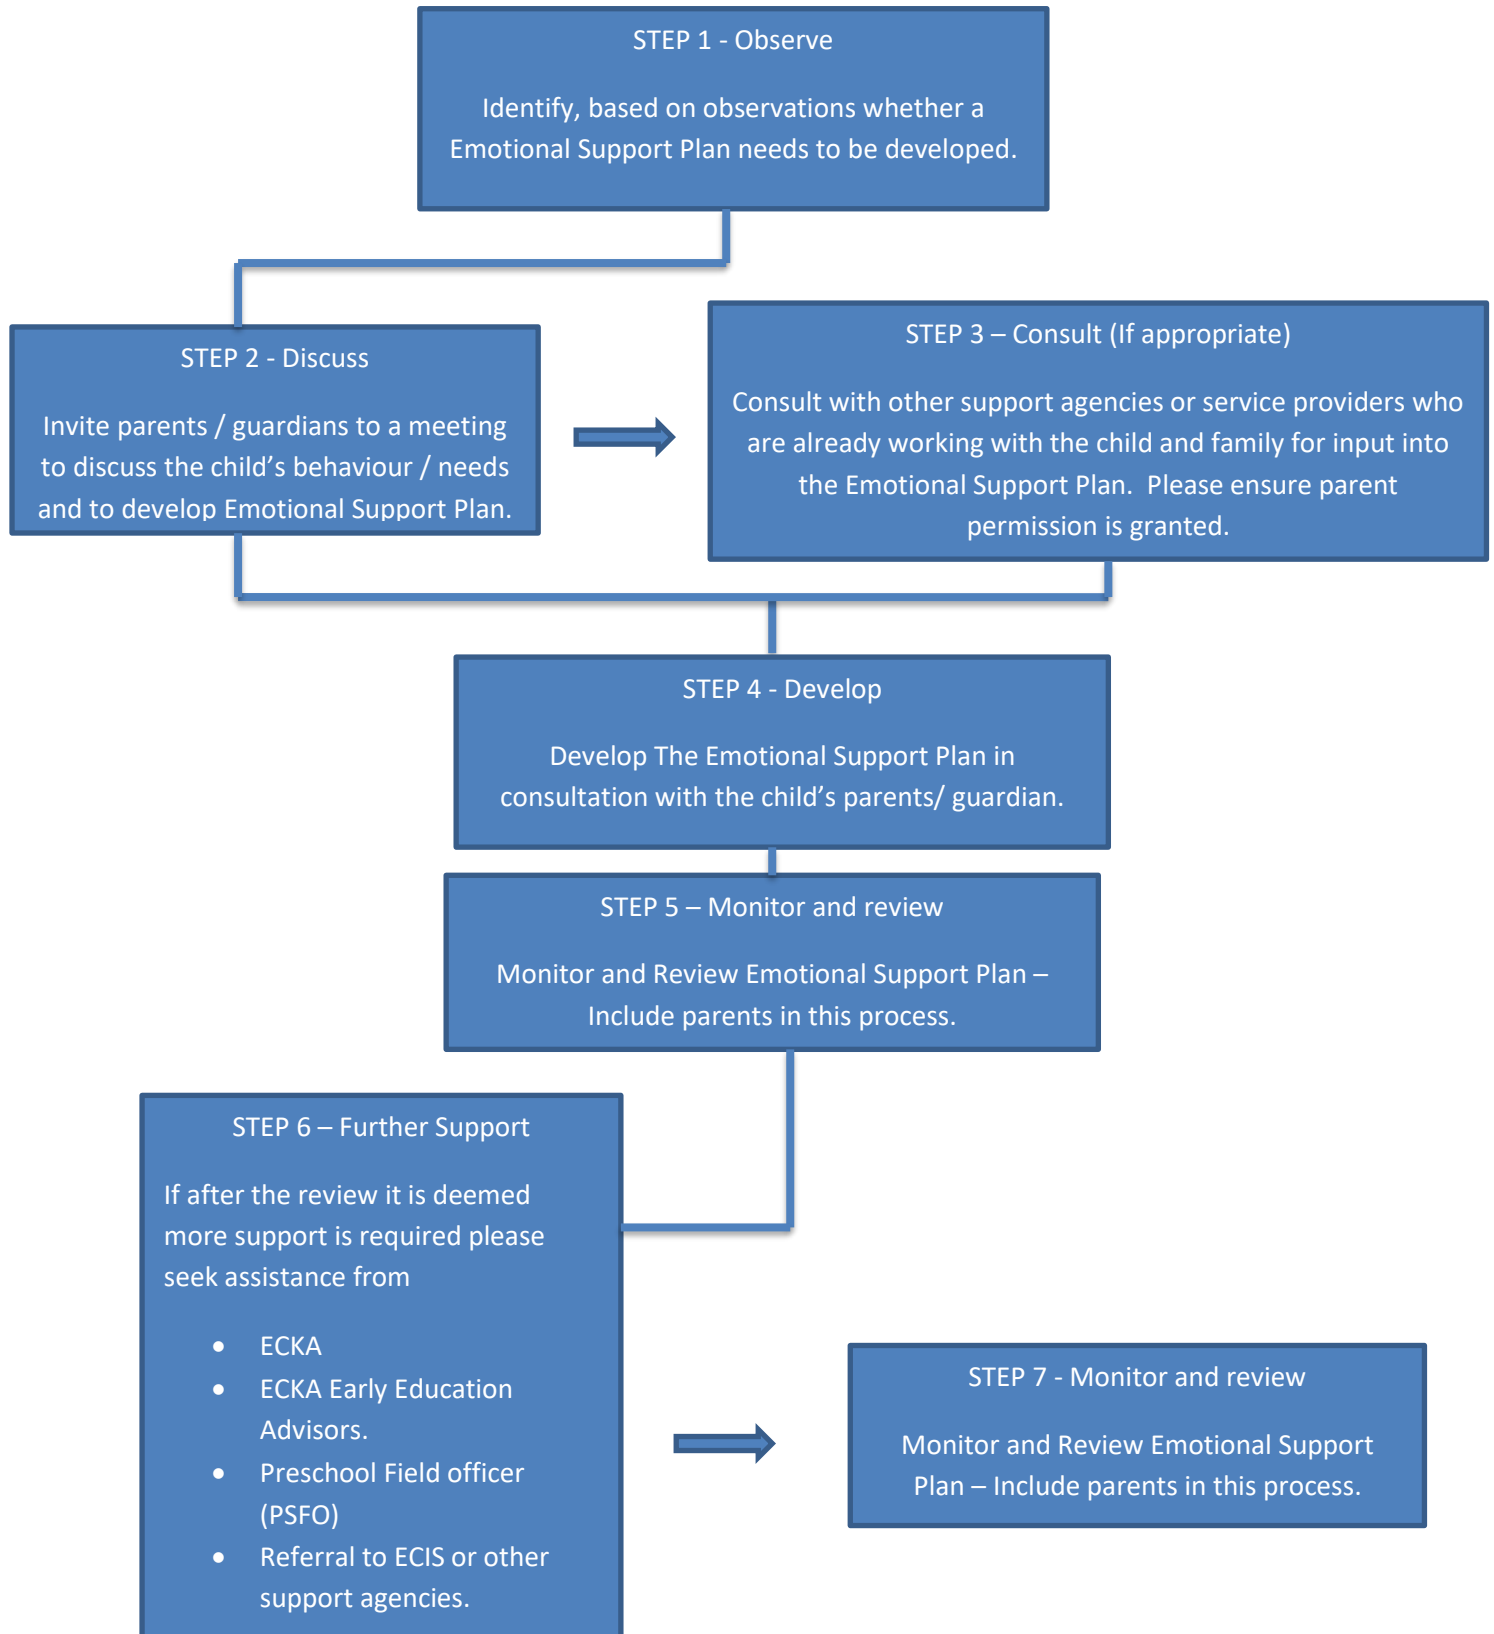 STEP 1 - Observe
Identify, based on observations whether a
Emotional Support Plan needs to be developed.
STEP 2 - Discuss
Invite parents / guardians to a meeting
to discuss the child’s behaviour / needs
and to develop Emotional Support Plan.
STEP 3 – Consult (If appropriate)
Consult with other support agencies or service providers who
are already working with the child and family for input into
the Emotional Support Plan.  Please ensure parent
permission is granted.
STEP 4 - Develop
Develop The Emotional Support Plan in
consultation with the child’s parents/ guardian.
STEP 5 – Monitor and review
Monitor and Review Emotional Support Plan –
Include parents in this process.
STEP 6 – Further Support
If after the review it is deemed
more support is required please
seek assistance from
• ECKA
• ECKA Early Education
Advisors.
• Preschool Field officer
(PSFO)
• Referral to ECIS or other
support agencies.
STEP 7 - Monitor and review
Monitor and Review Emotional Support
Plan – Include parents in this process.